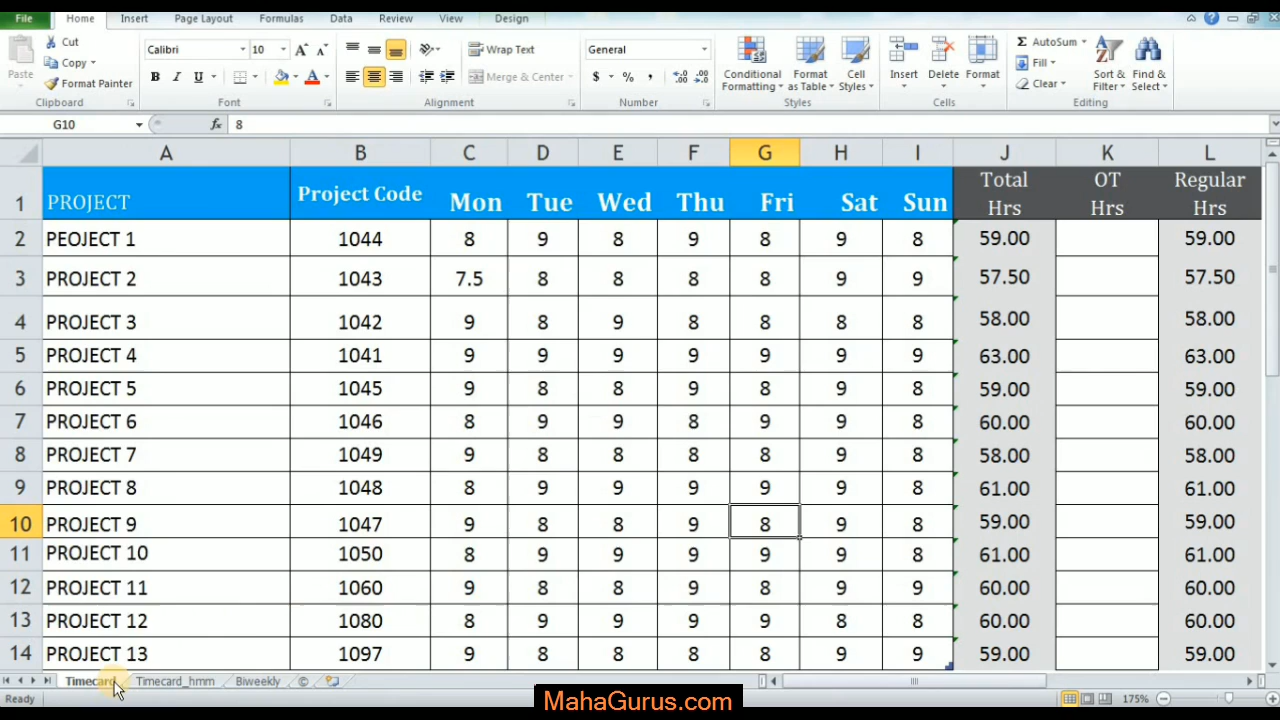 File Home Insert Page Layout Formulas Data Review View Design
Cut Calibri 10 Wrap Text General AutoSum
Paste Copy Fill
Format Painter B I U Merge & Center $ % , Conditional Formatting Format as Table Cell Styles Insert Delete Format Clear Sort & Filter Find & Select
Clipboard Font Alignment Number Styles Cells Editing
G10 fx 8
A B C D E F G H I J K L
1 PROJECT Project Code Mon Tue Wed Thu Fri Sat Sun Total Hrs OT Hrs Regular Hrs
2 PEOJECT 1 1044 8 9 8 9 8 9 8 59.00 59.00
3 PROJECT 2 1043 7.5 8 8 8 8 9 9 57.50 57.50
4 PROJECT 3 1042 9 8 9 8 8 8 8 58.00 58.00
5 PROJECT 4 1041 9 9 9 9 9 9 9 63.00 63.00
6 PROJECT 5 1045 9 8 8 9 8 9 8 59.00 59.00
7 PROJECT 6 1046 8 9 9 8 9 9 8 60.00 60.00
8 PROJECT 7 1049 9 8 8 8 8 9 8 58.00 58.00
9 PROJECT 8 1048 8 9 9 9 9 9 8 61.00 61.00
10 PROJECT 9 1047 9 8 8 9 8 9 8 59.00 59.00
11 PROJECT 10 1050 8 9 9 9 9 9 8 61.00 61.00
12 PROJECT 11 1060 9 8 8 9 8 9 9 60.00 60.00
13 PROJECT 12 1080 8 9 9 9 9 8 8 60.00 60.00
14 PROJECT 13 1097 9 8 8 8 8 9 9 59.00 59.00
Timecard Timecard_hmm Biweekly ©
Ready 175%
MahaGurus.com